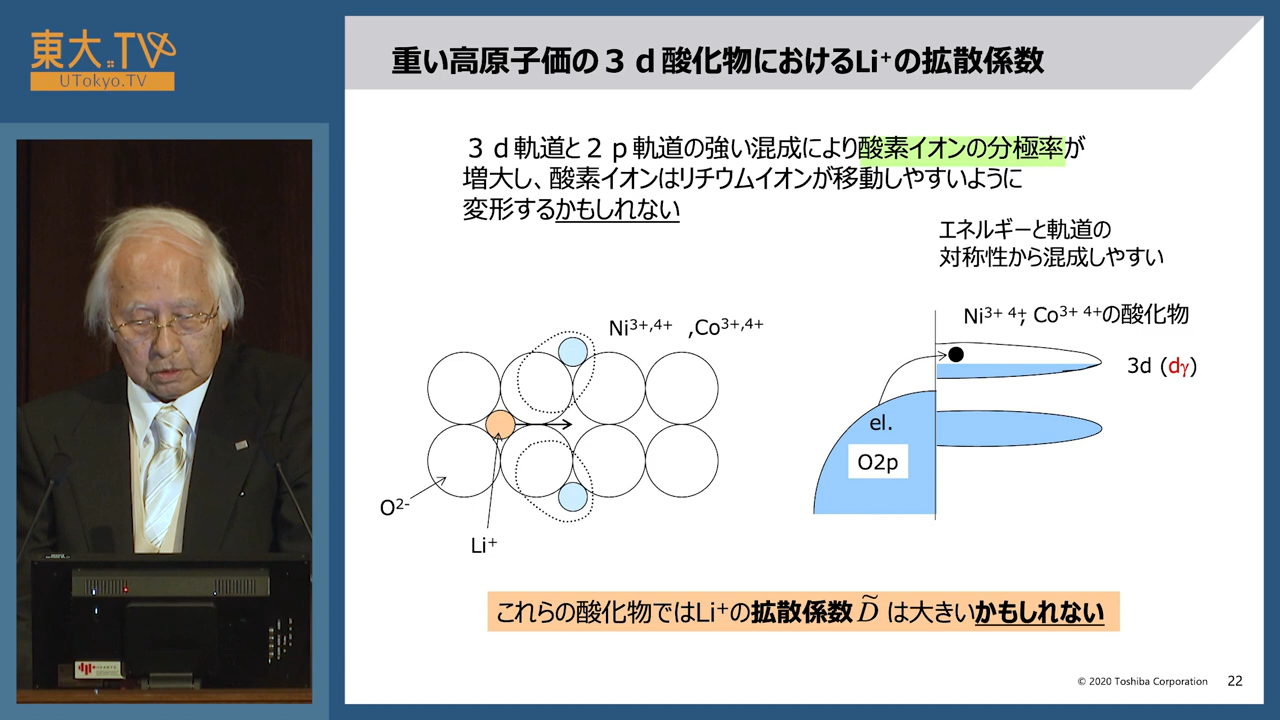 東大.TV
UTokyo.TV
重い高原子価の３ｄ酸化物におけるLi⁺の拡散係数
３ｄ軌道と２ｐ軌道の強い混成により酸素イオンの分極率が
増大し、酸素イオンはリチウムイオンが移動しやすいように
変形するかもしれない
エネルギーと軌道の
対称性から混成しやすい
Ni³⁺,⁴⁺ ,Co³⁺,⁴⁺
O²⁻
Li⁺
Ni³⁺ ⁴⁺, Co³⁺ ⁴⁺の酸化物
3d (dγ)
el.
O2p
これらの酸化物ではLi⁺の拡散係数 D̃ は大きいかもしれない
© 2020 Toshiba Corporation 22